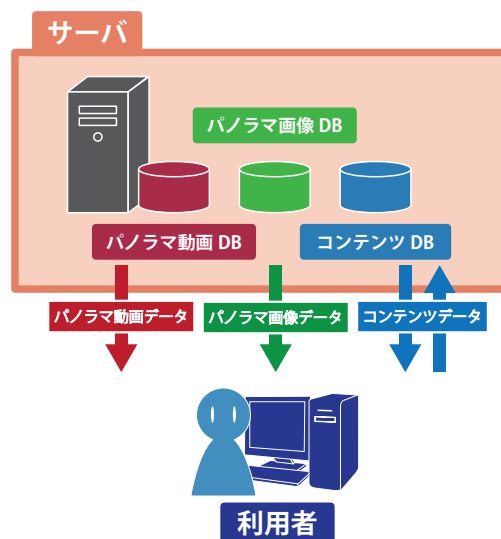 サーバ
パノラマ画像 DB
パノラマ動画 DB
コンテンツ DB
パノラマ動画データ
パノラマ画像データ
コンテンツデータ
利用者